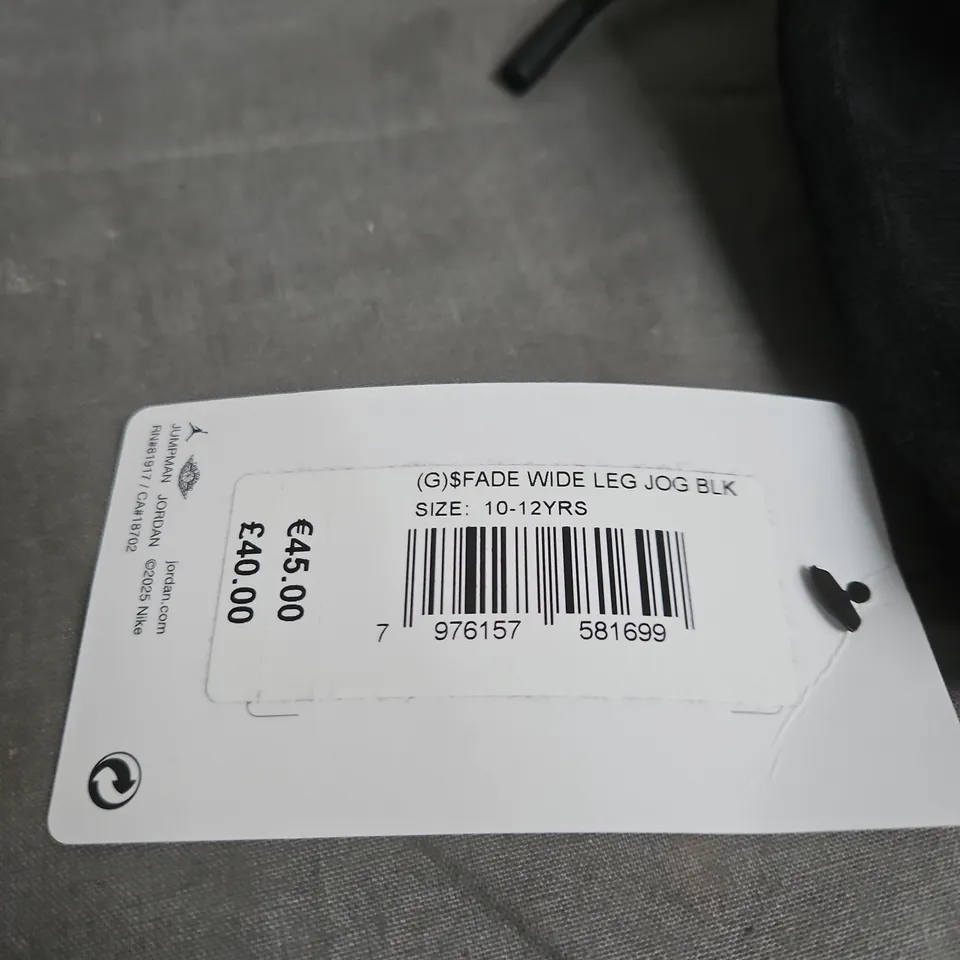 JUMPMAN JORDAN jordan.com
RN#81917 / CA#18702 ©2025 Nike
(G)$FADE WIDE LEG JOG BLK
SIZE: 10-12YRS
€45.00
£40.00
7 976157 581699